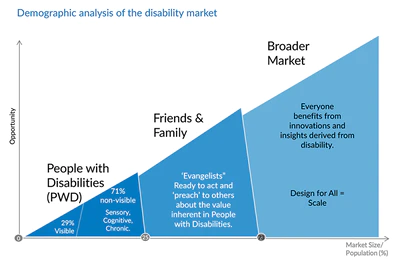 Demographic analysis of the disability market
Broader
Market
Everyone
benefits from
innovations and
insights derived from
disability.
Design for All =
Scale
Friends &
Family
‘Evangelists”
Ready to act and
‘preach’ to others
about the value
inherent in People
with Disabilities.
People with
Disabilities
(PWD)
71%
non-visible
Sensory,
Cognitive,
Chronic.
29%
Visible
Opportunity
0
Market Size/
Population (%)